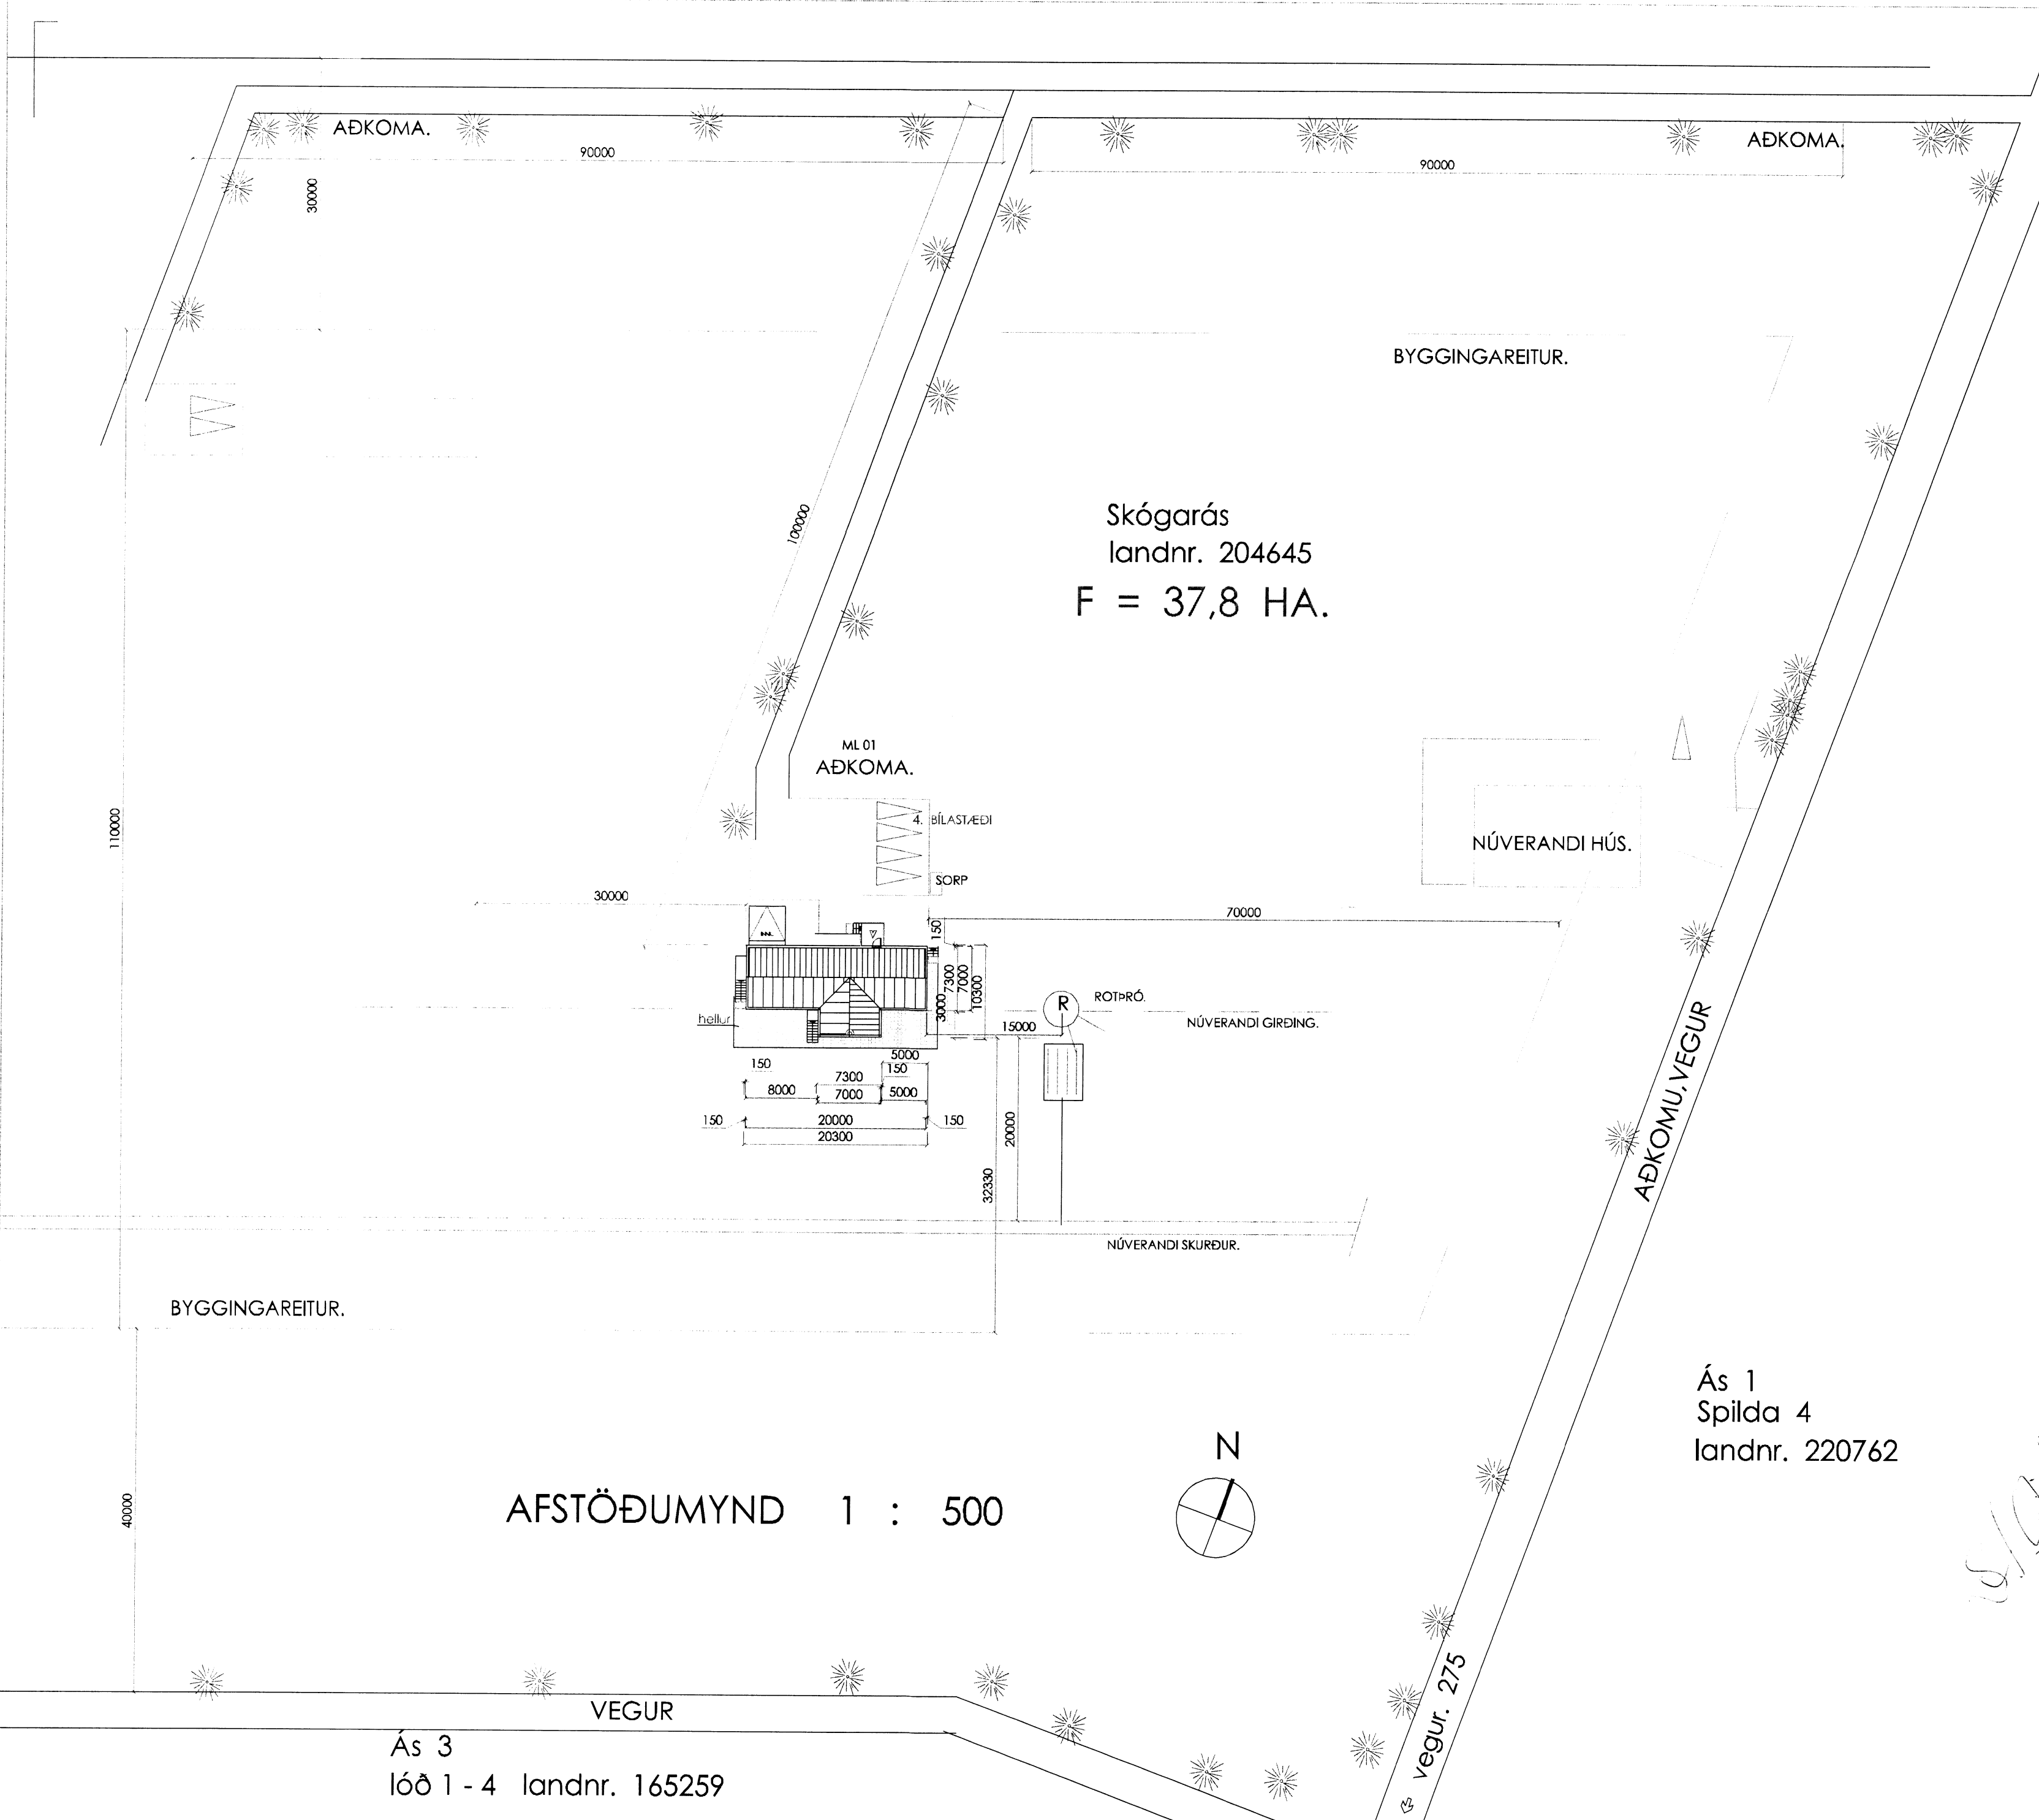 AÐKOMA.
90000
30000
AÐKOMA.
90000
BYGGINGAREITUR.
100000
Skógarás
landnr. 204645
F = 37,8 HA.
ML 01
AÐKOMA.
4. BÍLASTÆÐI
SORP
110000
NÚVERANDI HÚS.
30000
70000
INNI.
V
150
7300
7000
10300
3000
hellur
R
ROTÞRÓ.
15000
NÚVERANDI GIRÐING.
5000
150
150
7300
8000
7000
5000
150
20000
150
20300
20000
32330
AÐKOMU,VEGUR
NÚVERANDI SKURÐUR.
BYGGINGAREITUR.
Ás 1
Spilda 4
landnr. 220762
N
AFSTÖÐUMYND 1 : 500
40000
vegur. 275
VEGUR
Ás 3
lóð 1 - 4 landnr. 165259